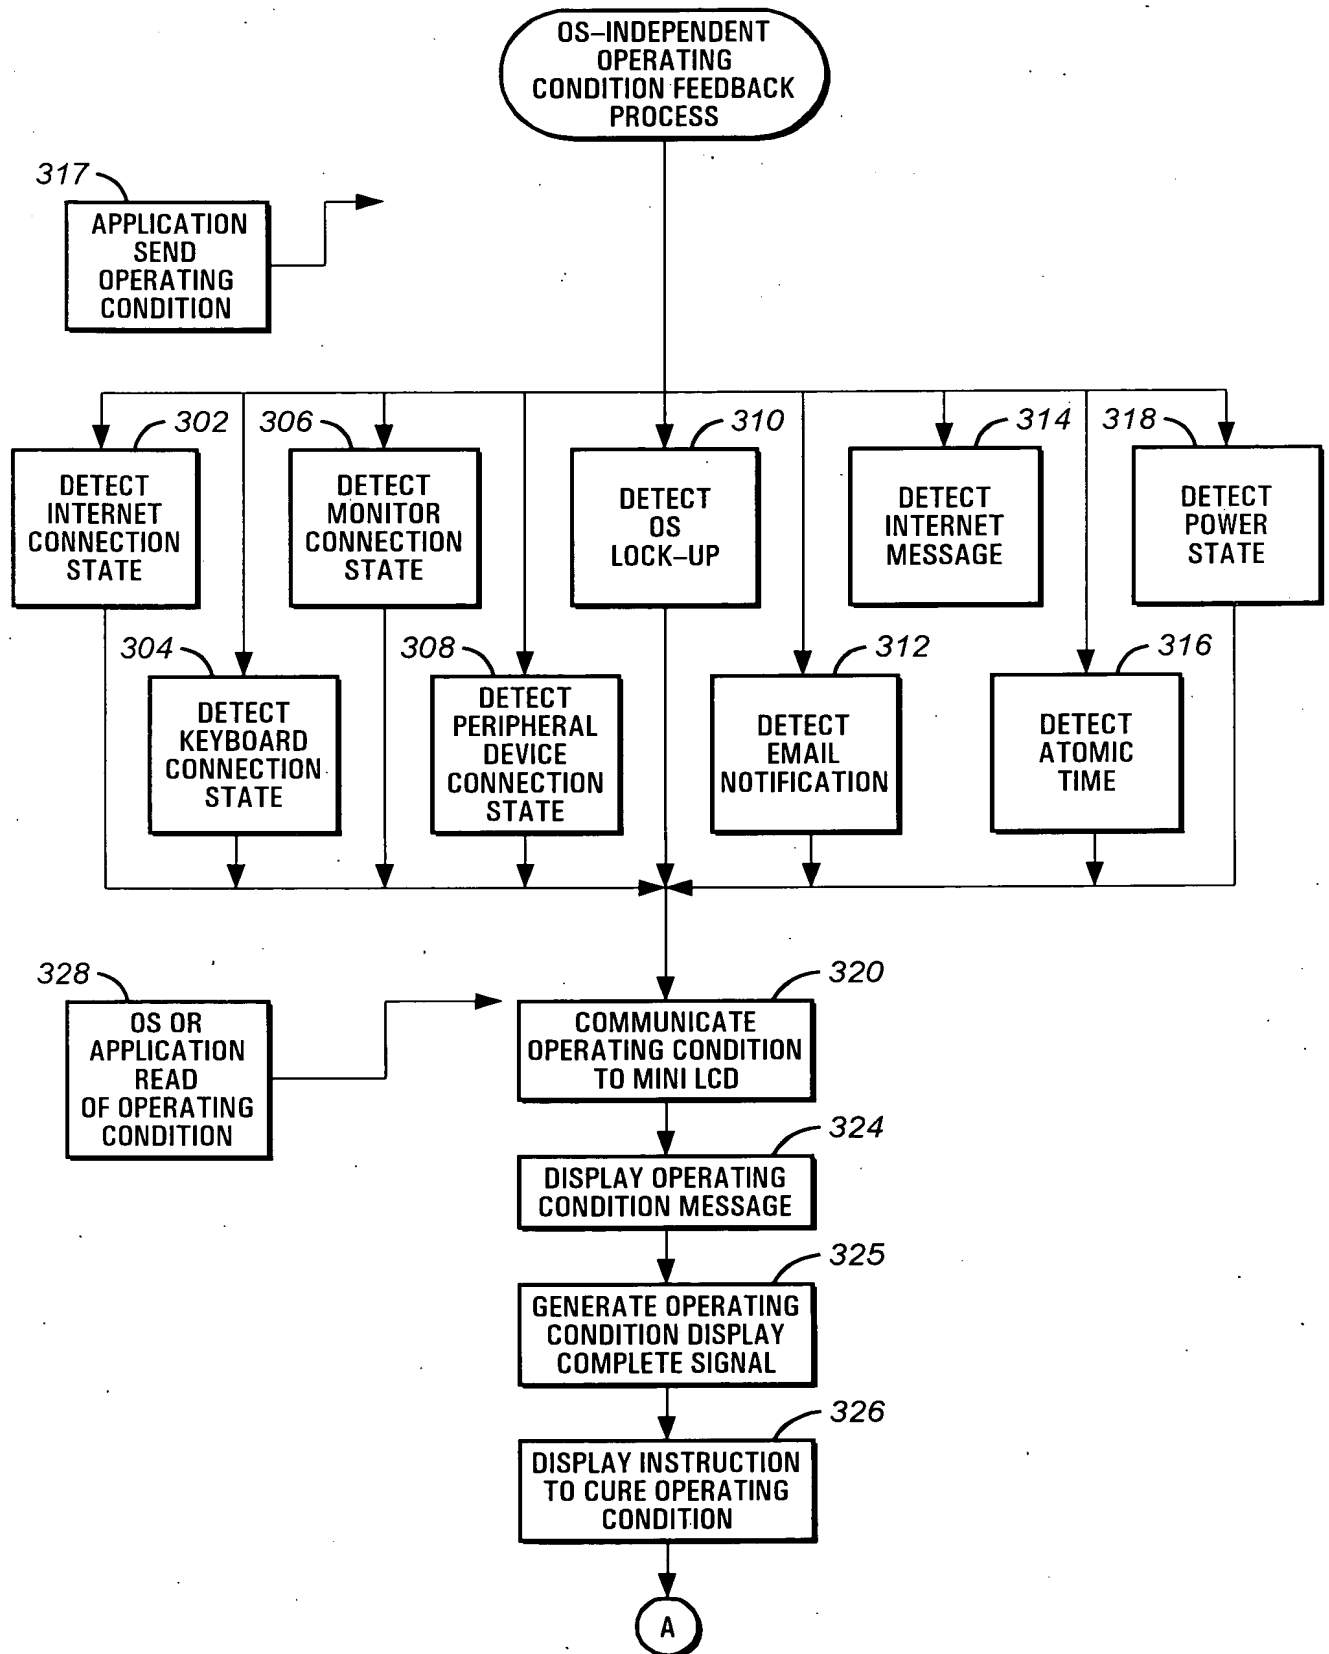 OS–INDEPENDENT
OPERATING
CONDITION FEEDBACK
PROCESS
317
APPLICATION
SEND
OPERATING
CONDITION
302
DETECT
INTERNET
CONNECTION
STATE
306
DETECT
MONITOR
CONNECTION
STATE
310
DETECT
OS
LOCK–UP
314
DETECT
INTERNET
MESSAGE
318
DETECT
POWER
STATE
304
DETECT
KEYBOARD
CONNECTION
STATE
308
DETECT
PERIPHERAL
DEVICE
CONNECTION
STATE
312
DETECT
EMAIL
NOTIFICATION
316
DETECT
ATOMIC
TIME
328
OS OR
APPLICATION
READ
OF OPERATING
CONDITION
320
COMMUNICATE
OPERATING CONDITION
TO MINI LCD
324
DISPLAY OPERATING
CONDITION MESSAGE
325
GENERATE OPERATING
CONDITION DISPLAY
COMPLETE SIGNAL
326
DISPLAY INSTRUCTION
TO CURE OPERATING
CONDITION
A